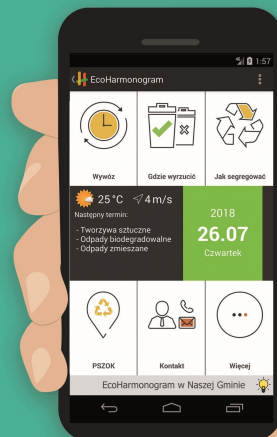 1:57
EcoHarmonogram
Wywóz
Gdzie wyrzucić
Jak segregować
25°C 4m/s
Następny termin:
- Tworzywa sztuczne
- Odpady biodegradowalne
- Odpady zmieszane
2018
26.07
Czwartek
PSZOK
Kontakt
Więcej
EcoHarmonogram w Naszej Gminie